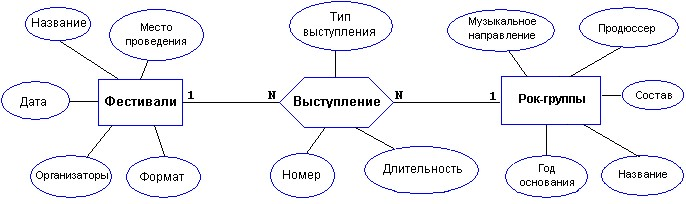 Название
Место
проведения
Тип
выступления
Музыкальное
направление
Продюссер
Дата
Фестивали
1
N
Выступление
N
1
Рок-группы
Состав
Организаторы
Формат
Номер
Длительность
Год
основания
Название